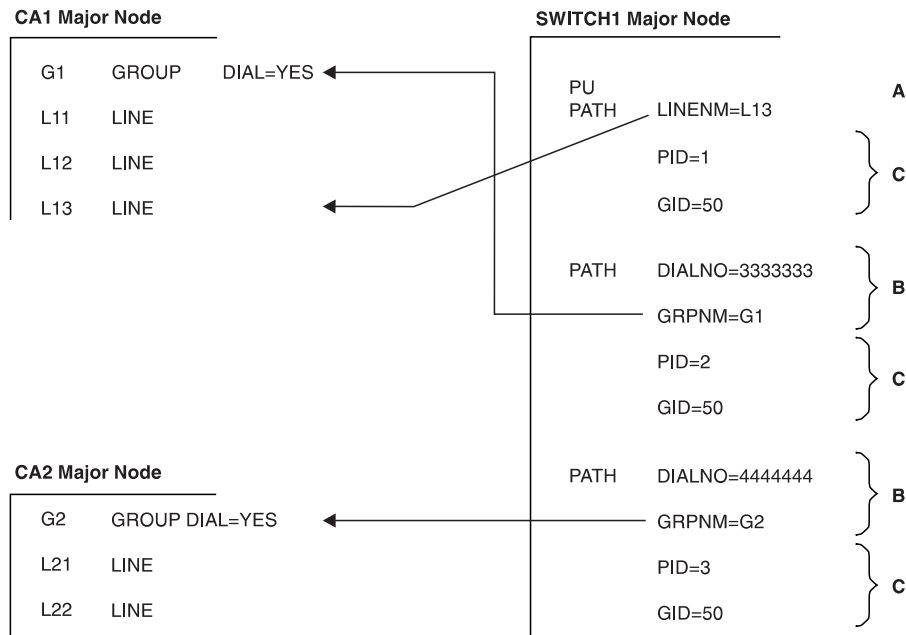 CA1 Major Node
G1 GROUP DIAL=YES
L11 LINE
L12 LINE
L13 LINE
SWITCH1 Major Node
PU
PATH LINENM=L13
A
PID=1
GID=50
C
PATH DIALNO=3333333
GRPNM=G1
B
PID=2
GID=50
C
PATH DIALNO=4444444
GRPNM=G2
B
PID=3
GID=50
C
CA2 Major Node
G2 GROUP DIAL=YES
L21 LINE
L22 LINE